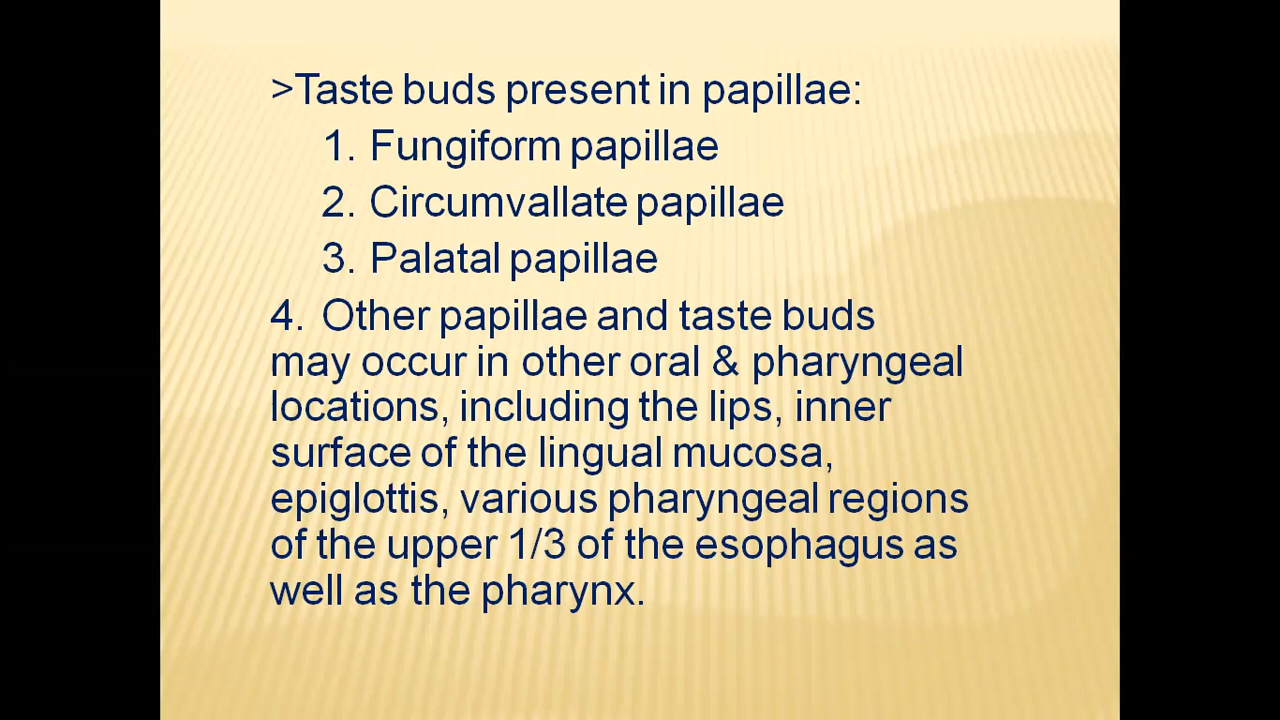 >Taste buds present in papillae:
1. Fungiform papillae
2. Circumvallate papillae
3. Palatal papillae
4. Other papillae and taste buds
may occur in other oral & pharyngeal
locations, including the lips, inner
surface of the lingual mucosa,
epiglottis, various pharyngeal regions
of the upper 1/3 of the esophagus as
well as the pharynx.